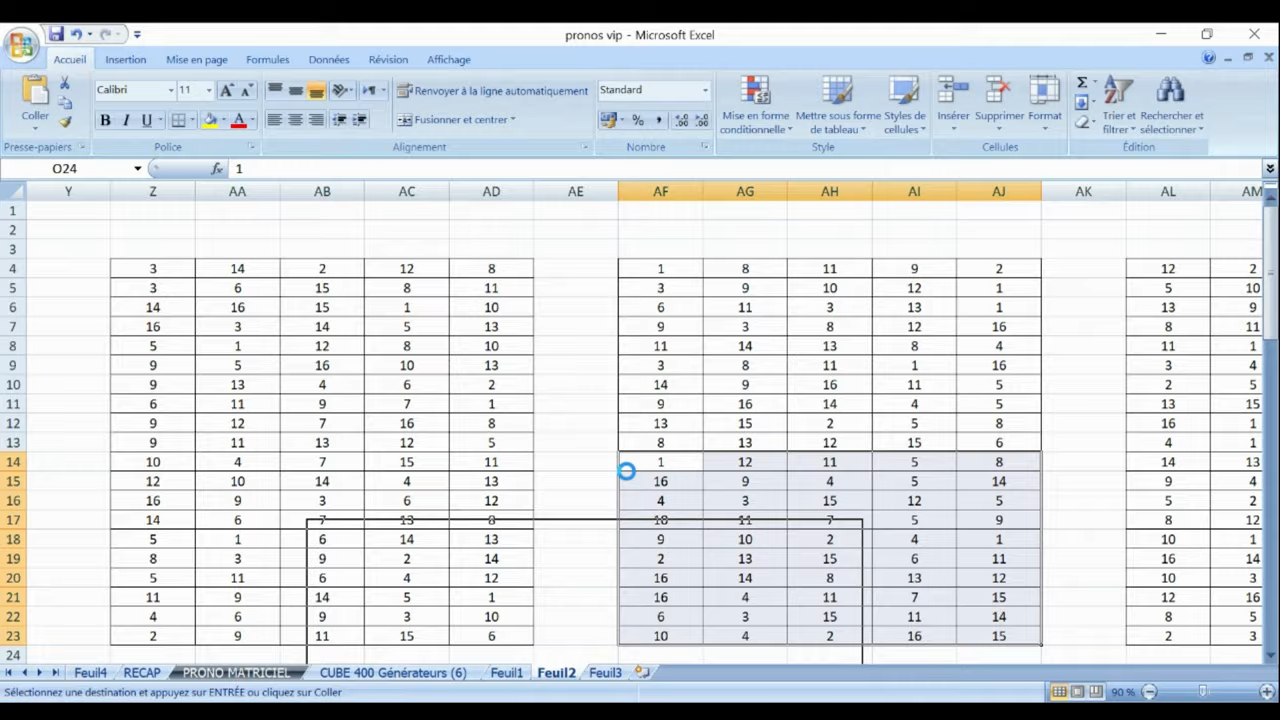 pronos vip - Microsoft Excel
Accueil Insertion Mise en page Formules Données Révision Affichage
Coller
Calibri 11
Renvoyer à la ligne automatiquement
Fusionner et centrer
Standard
Mise en forme conditionnelle
Mettre sous forme de tableau
Styles de cellules
Insérer Supprimer Format
Trier et filtrer
Rechercher et sélectionner
Presse-papiers Police Alignement Nombre Style Cellules Édition
O24 fx 1
Y Z AA AB AC AD AE AF AG AH AI AJ AK AL AM
1
2
3
4 3 14 2 12 8 1 8 11 9 2 12 2
5 3 6 15 8 11 3 9 10 12 1 5 10
6 14 16 15 1 10 6 11 3 13 1 13 9
7 16 3 14 5 13 9 3 8 12 16 8 11
8 5 1 12 8 10 11 14 13 8 4 11 1
9 9 5 16 10 13 3 8 11 1 16 3 4
10 9 13 4 6 2 14 9 16 11 5 2 5
11 6 11 9 7 1 9 16 14 4 5 13 15
12 9 12 7 16 8 13 15 2 5 8 16 1
13 9 11 13 12 5 8 13 12 15 6 4 1
14 10 4 7 15 11 1 12 11 5 8 14 13
15 12 10 14 4 13 16 9 4 5 14 9 4
16 16 9 3 6 12 4 3 15 12 5 5 2
17 14 6 7 13 8 10 11 7 5 9 8 12
18 5 1 6 14 13 9 10 2 4 1 10 1
19 8 3 9 2 14 2 13 15 6 11 16 14
20 5 11 6 4 12 16 14 8 13 12 10 3
21 11 9 14 5 1 16 4 11 7 15 12 16
22 4 6 9 3 10 6 3 15 11 14 8 1
23 2 9 11 15 6 10 4 2 16 15 2 3
24
Feuil4 RECAP PRONO MATRICIEL CUBE 400 Générateurs (6) Feuil1 Feuil2 Feuil3
Sélectionnez une destination et appuyez sur ENTRÉE ou cliquez sur Coller 90 %